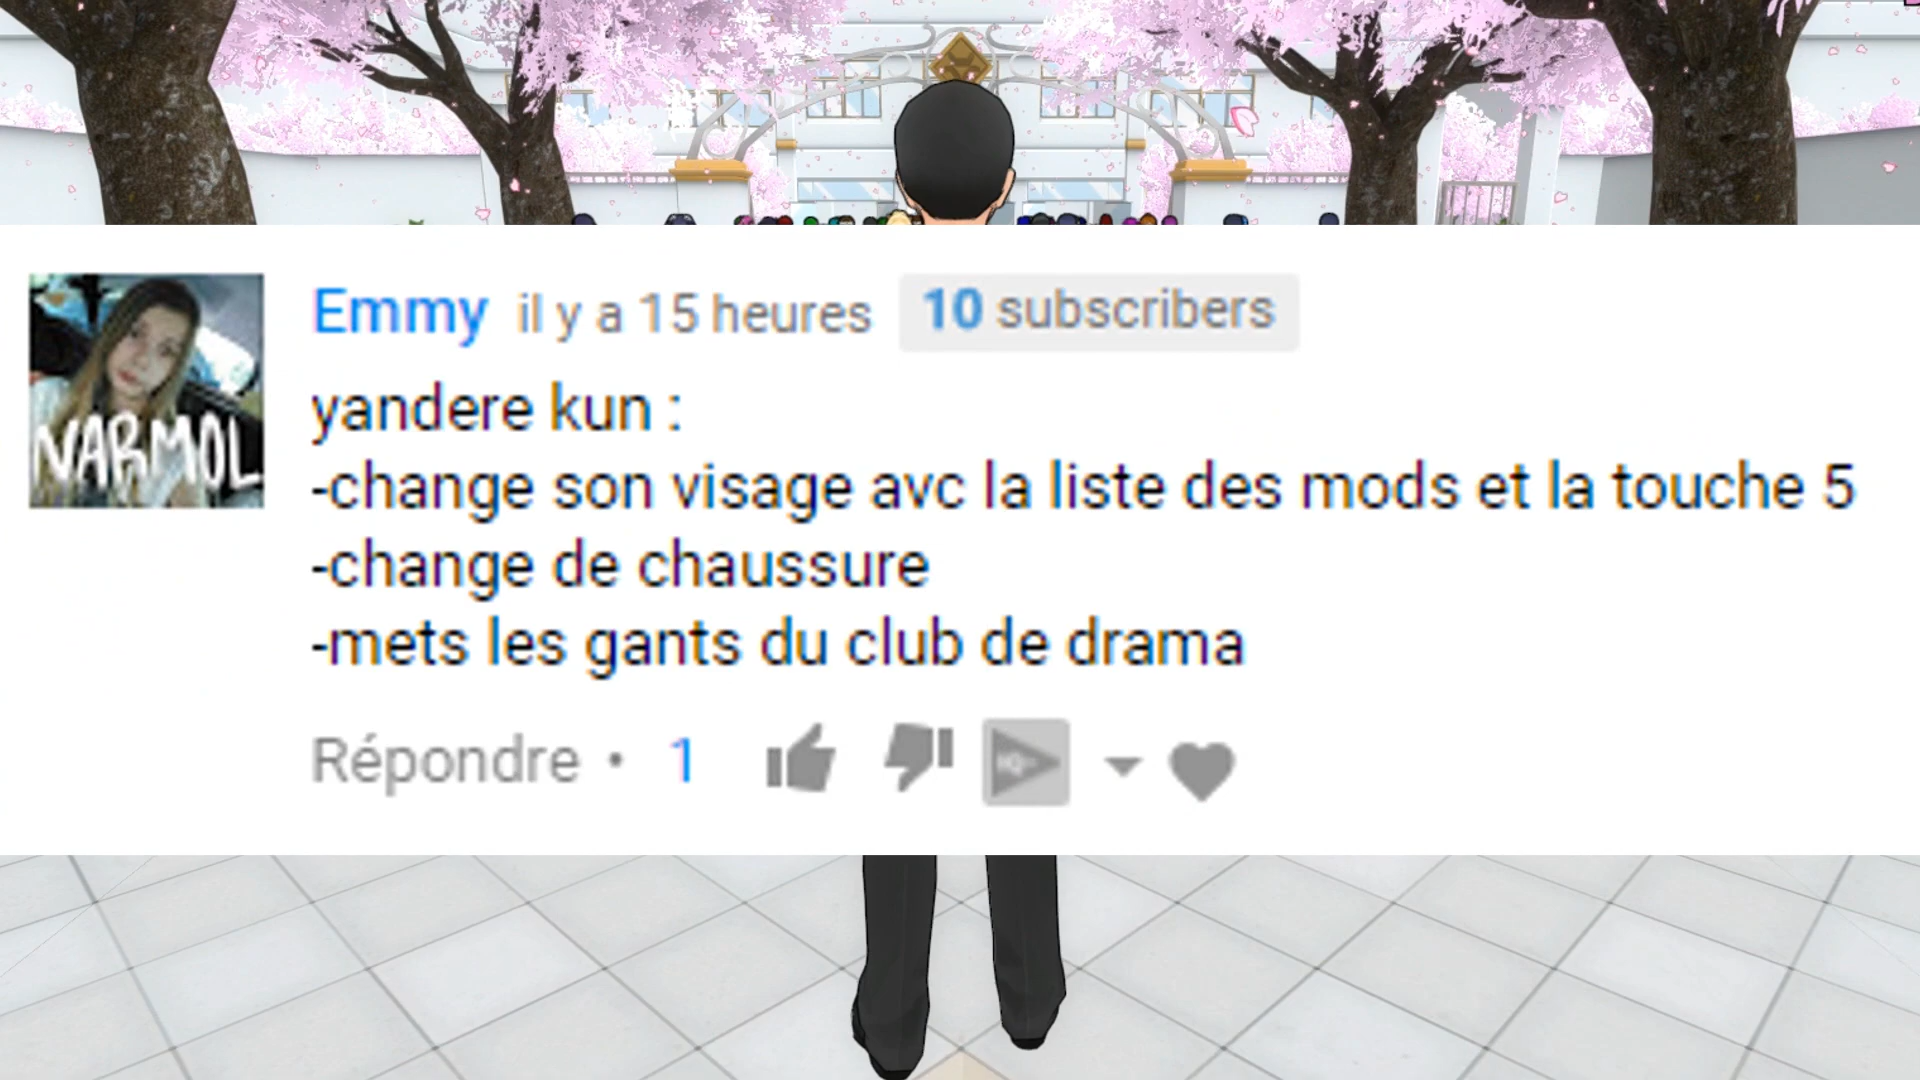 Emmy il y a 15 heures 10 subscribers
NARMOL
yandere kun :
-change son visage avc la liste des mods et la touche 5
-change de chaussure
-mets les gants du club de drama
Répondre • 1